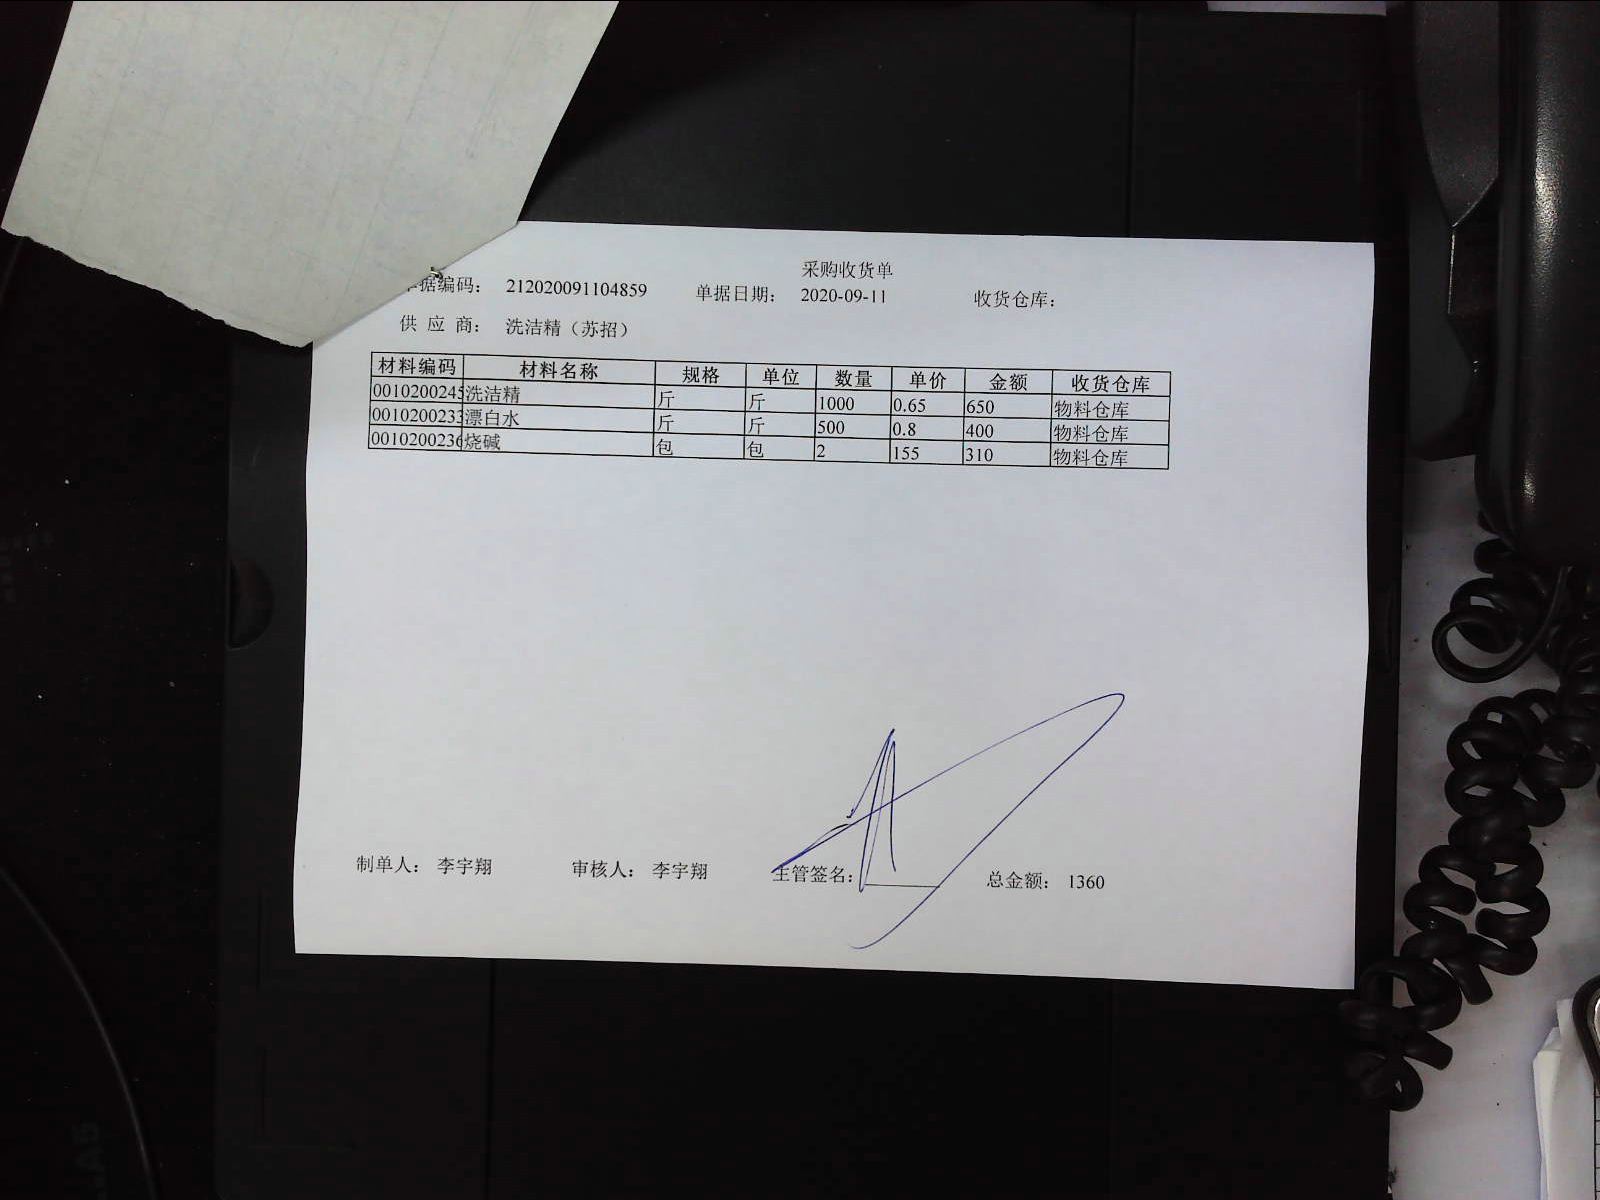 采购收货单
据编码： 212020091104859 单据日期： 2020-09-11 收货仓库：
供 应 商： 洗洁精（苏招）
材料编码 材料名称 规格 单位 数量 单价 金额 收货仓库
0010200245 洗洁精 斤 斤 1000 0.65 650 物料仓库
0010200233 漂白水 斤 斤 500 0.8 400 物料仓库
0010200236 烧碱 包 包 2 155 310 物料仓库
制单人： 李宇翔 审核人： 李宇翔 主管签名： 总金额： 1360